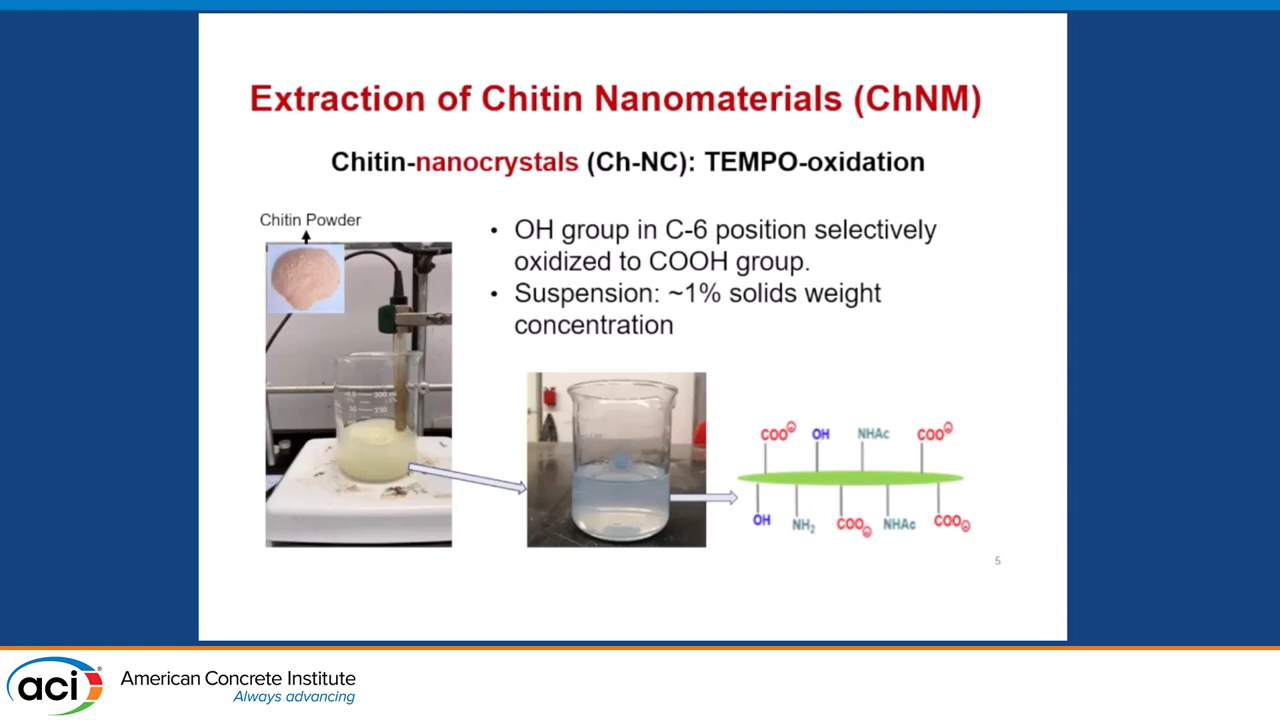 Extraction of Chitin Nanomaterials (ChNM)
Chitin-nanocrystals (Ch-NC): TEMPO-oxidation
Chitin Powder
• OH group in C-6 position selectively
oxidized to COOH group.
• Suspension: ~1% solids weight
concentration
COO⊖ OH NHAc COO⊖
OH NH₂ COO⊖ NHAc COO⊖
5
aci® American Concrete Institute
Always advancing